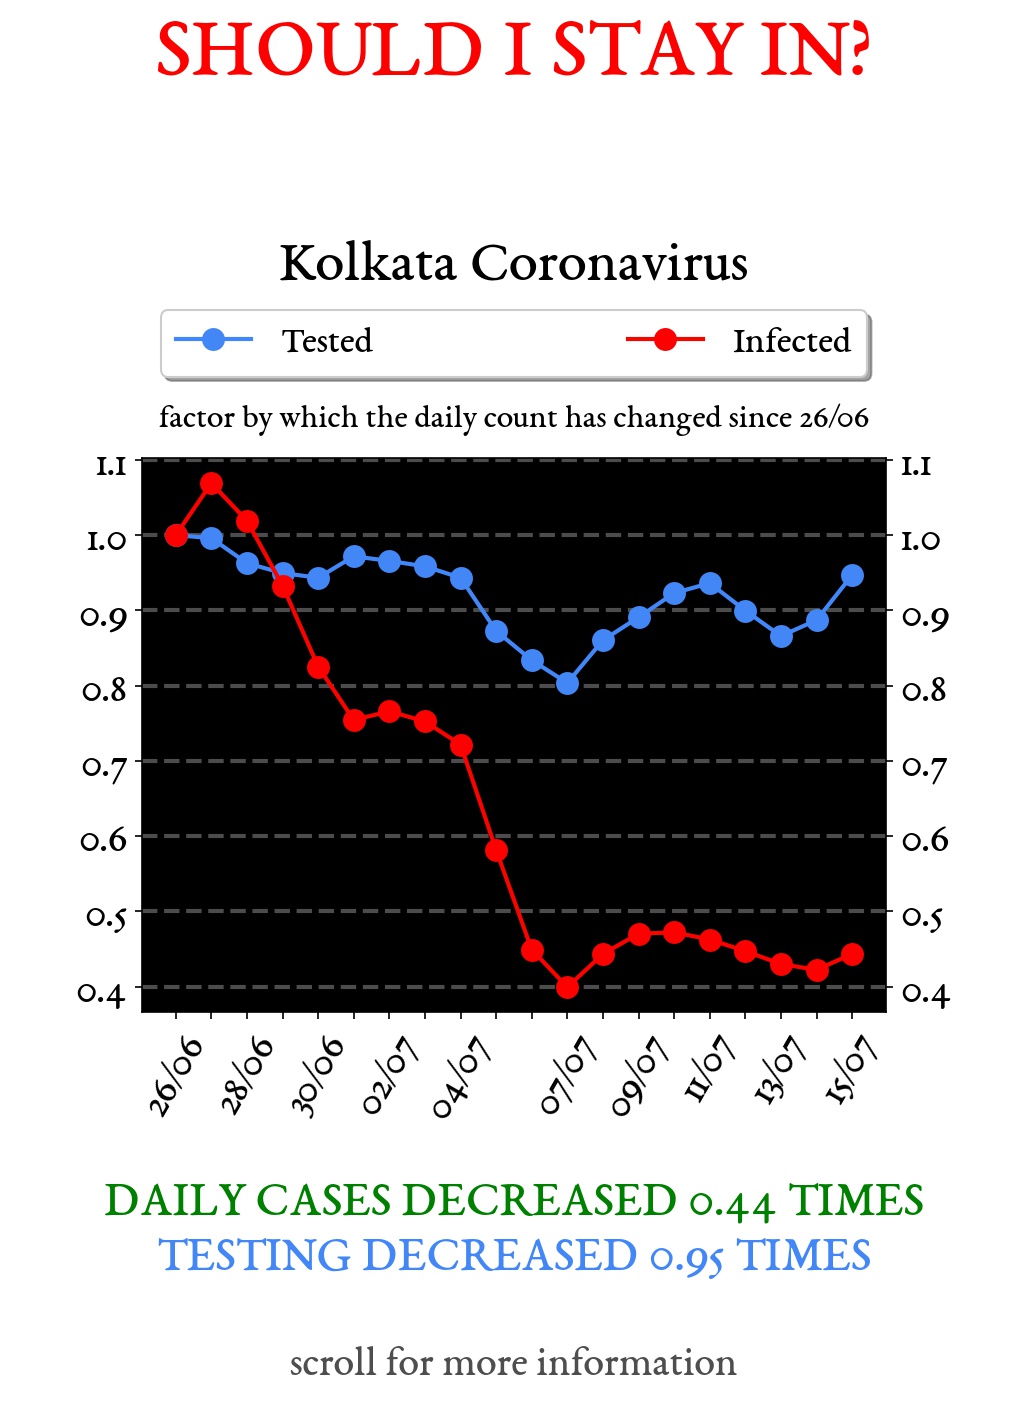 SHOULD I STAY IN?
Kolkata Coronavirus
Tested Infected
factor by which the daily count has changed since 26/06
1.1 1.1
1.0 1.0
0.9 0.9
0.8 0.8
0.7 0.7
0.6 0.6
0.5 0.5
0.4 0.4
26/06 28/06 30/06 02/07 04/07 07/07 09/07 11/07 13/07 15/07
DAILY CASES DECREASED 0.44 TIMES
TESTING DECREASED 0.95 TIMES
scroll for more information